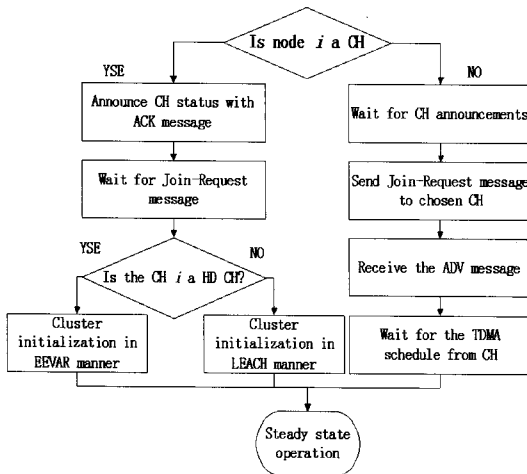 Is node i a CH
YSE
NO
Announce CH status with
ACK message
Wait for CH announcements
Wait for Join-Request
message
Send Join-Request message
to chosen CH
YSE
NO
Is the CH i a HD CH?
Receive the ADV message
Cluster
initialization in
EEVAR manner
Cluster
initialization in
LEACH manner
Wait for the TDMA
schedule from CH
Steady state
operation